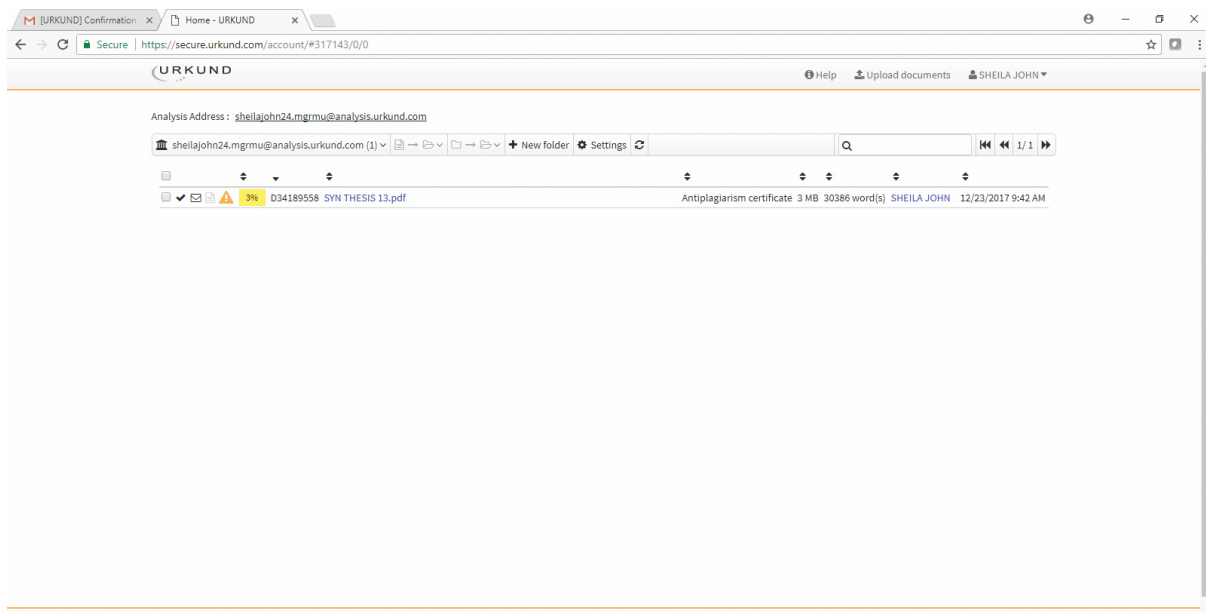 [URKUND] Confirmation
Home - URKUND
Secure | https://secure.urkund.com/account/#317143/0/0
URKUND
Help Upload documents SHEILA JOHN
Analysis Address : sheilajohn24.mgrmu@analysis.urkund.com
sheilajohn24.mgrmu@analysis.urkund.com (1) New folder Settings 1/1
3% D34189558 SYN THESIS 13.pdf Antiplagiarism certificate 3 MB 30386 word(s) SHEILA JOHN 12/23/2017 9:42 AM